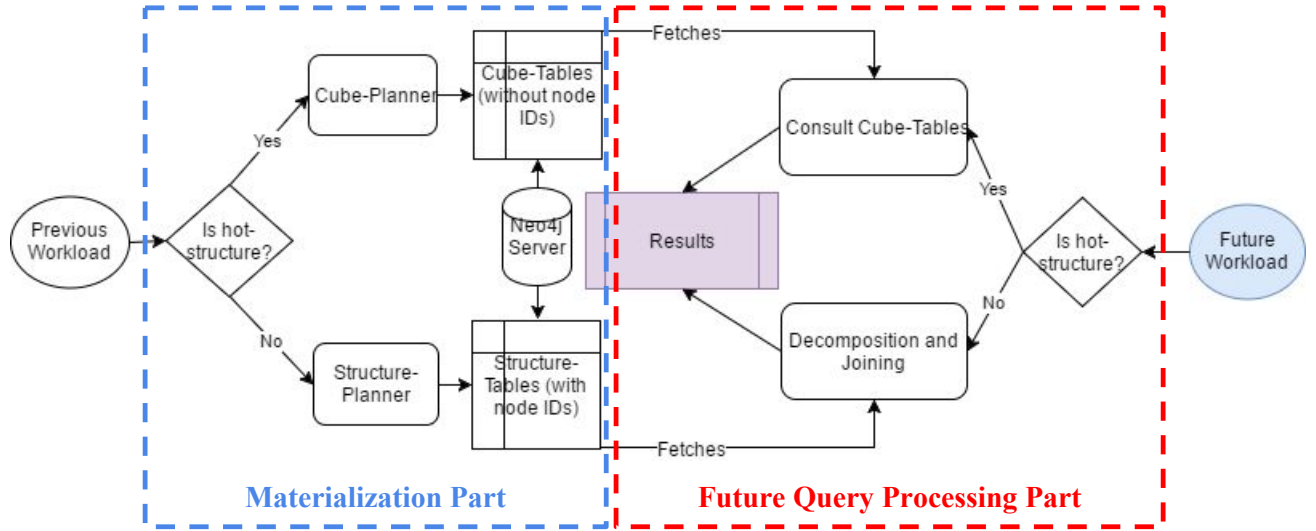 Fetches
Cube-Planner
Cube-Tables
(without node
IDs)
Consult Cube-Tables
Yes
Yes
Previous
Workload
Is hot-
structure?
Neo4j
Server
Results
Is hot-
structure?
Future
Workload
No
No
Structure-
Planner
Structure-
Tables (with
node IDs)
Decomposition and
Joining
Fetches
Materialization Part
Future Query Processing Part